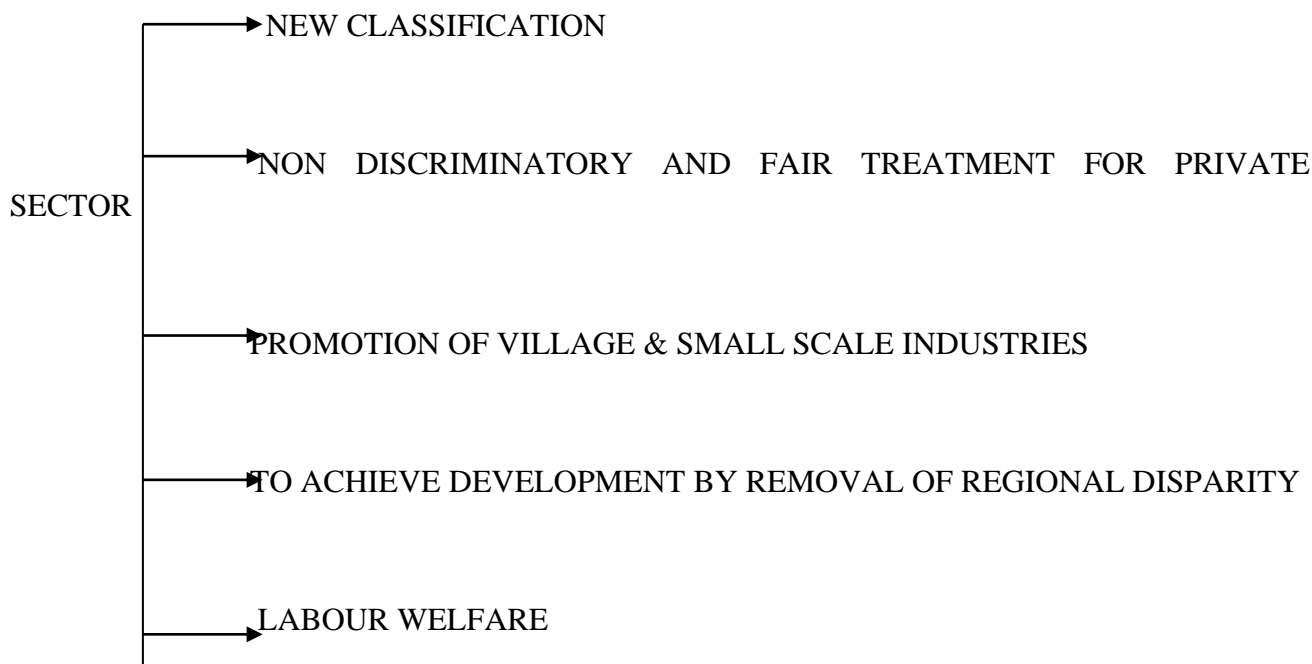 NEW CLASSIFICATION
NON DISCRIMINATORY AND FAIR TREATMENT FOR PRIVATE
SECTOR
PROMOTION OF VILLAGE & SMALL SCALE INDUSTRIES
TO ACHIEVE DEVELOPMENT BY REMOVAL OF REGIONAL DISPARITY
LABOUR WELFARE